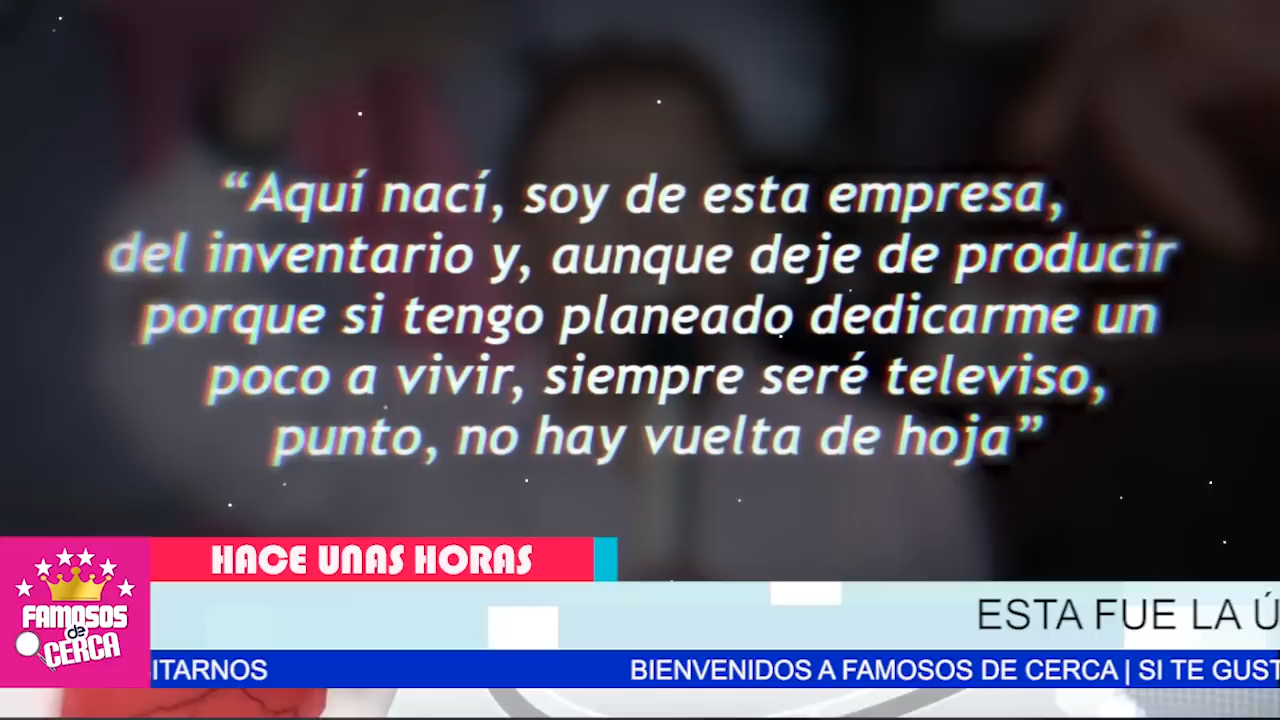 “Aquí nací, soy de esta empresa,
del inventario y, aunque deje de producir
porque si tengo planeado dedicarme un
poco a vivir, siempre seré televiso,
punto, no hay vuelta de hoja”
HACE UNAS HORAS
FAMOSOS
de
CERCA
ESTA FUE LA Ú
ITARNOS
BIENVENIDOS A FAMOSOS DE CERCA | SI TE GUST